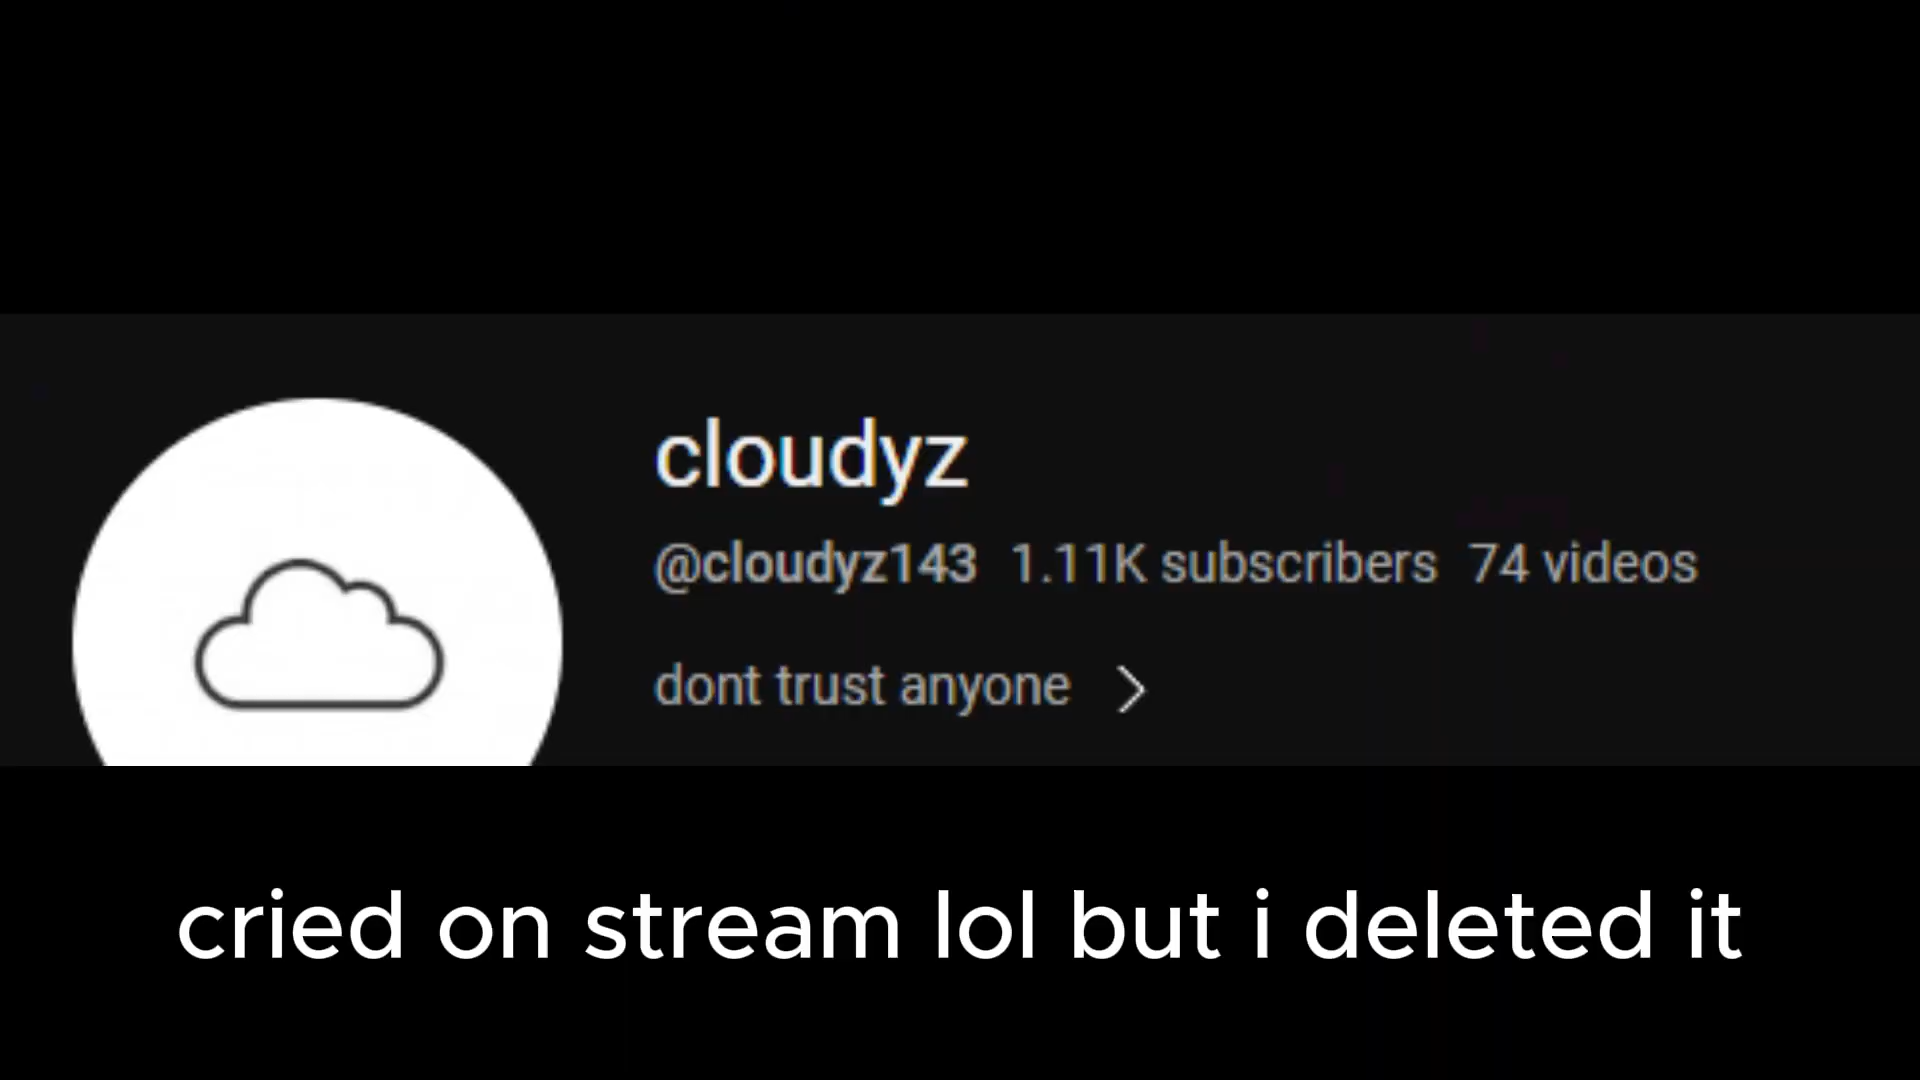 cloudyz
@cloudyz143 1.11K subscribers 74 videos
dont trust anyone
cried on stream lol but i deleted it